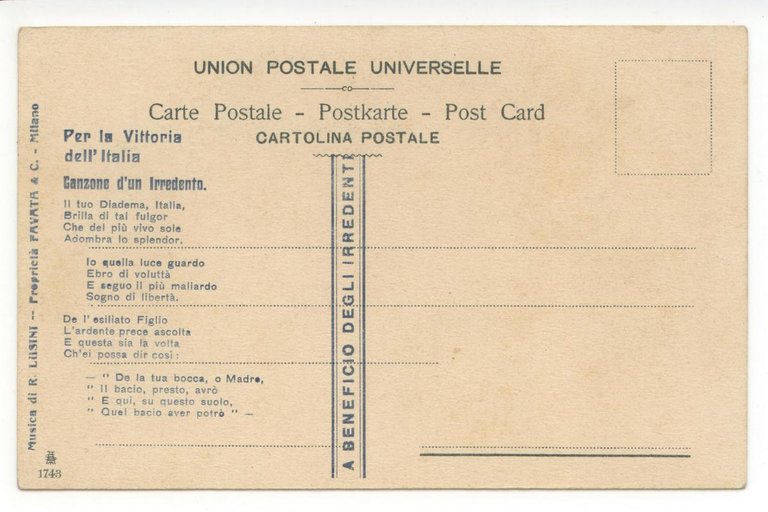 UNION POSTALE UNIVERSELLE
Carte Postale - Postkarte - Post Card
CARTOLINA POSTALE
Per la Vittoria
dell' Italia
Canzone d'un Irredento.
Il tuo Diadema, Italia,
Brilla di tal fulgor
Che del più vivo sole
Adombra lo splendor.
Io quella luce guardo
Ebro di voluttà
E seguo il più maliardo
Sogno di libertà.
De l'esiliato Figlio
L'ardente prece ascolta
E questa sia la volta
Ch'ei possa dir così:
— " De la tua bocca, o Madre,
" Il bacio, presto, avrò
" E qui, su questo suolo,
" Quel bacio aver potrò " —
A BENEFICIO DEGLI IRREDENTI
Musica di R. LUSINI -- Proprietà FAVATA & C. - Milano
1743